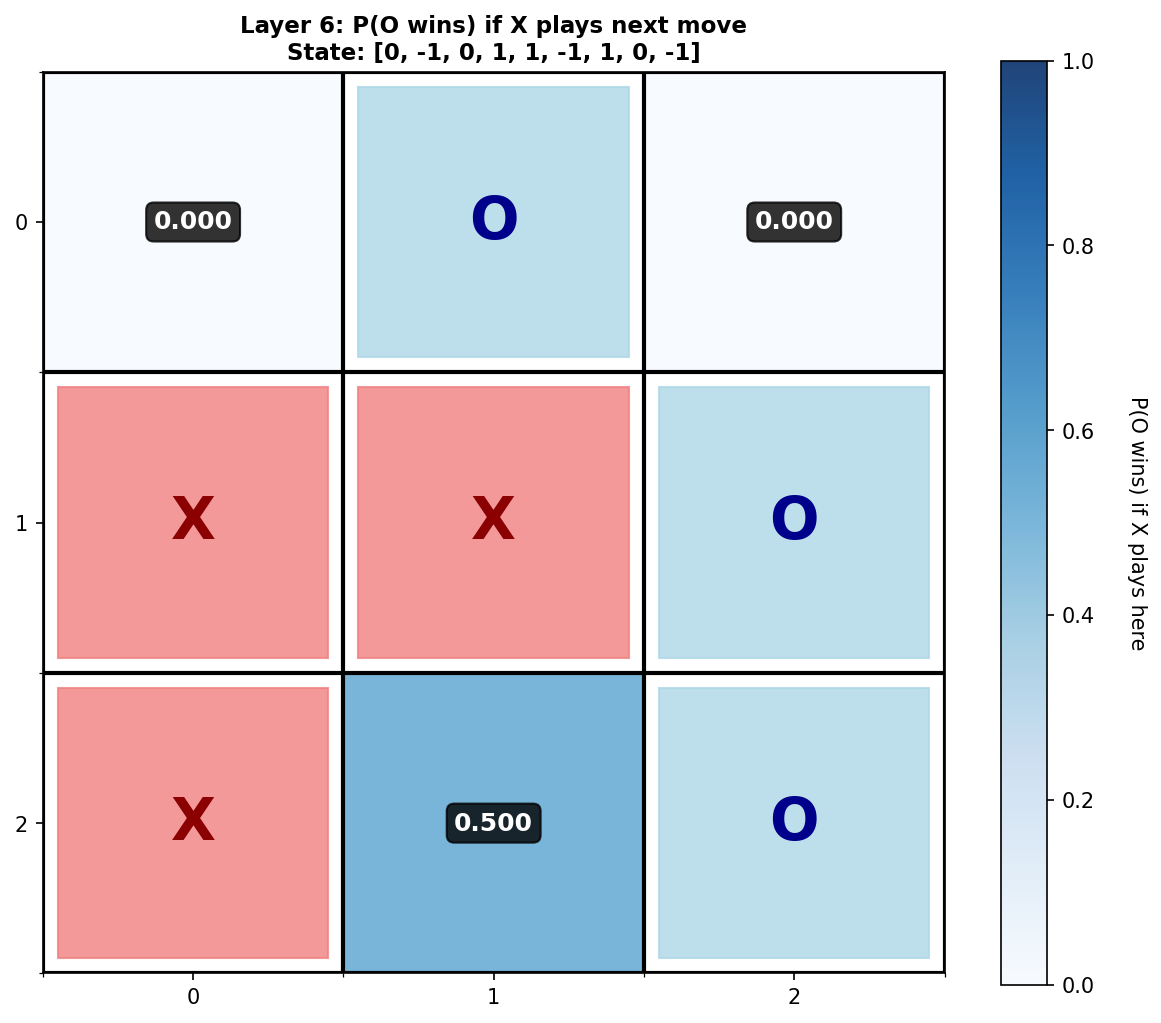 Layer 6: P(O wins) if X plays next move
State: [0, -1, 0, 1, 1, -1, 1, 0, -1]
0.000 O 0.000
X X O
X 0.500 O
0
1
2
0 1 2
1.0
0.8
0.6
0.4
0.2
0.0
P(O wins) if X plays here